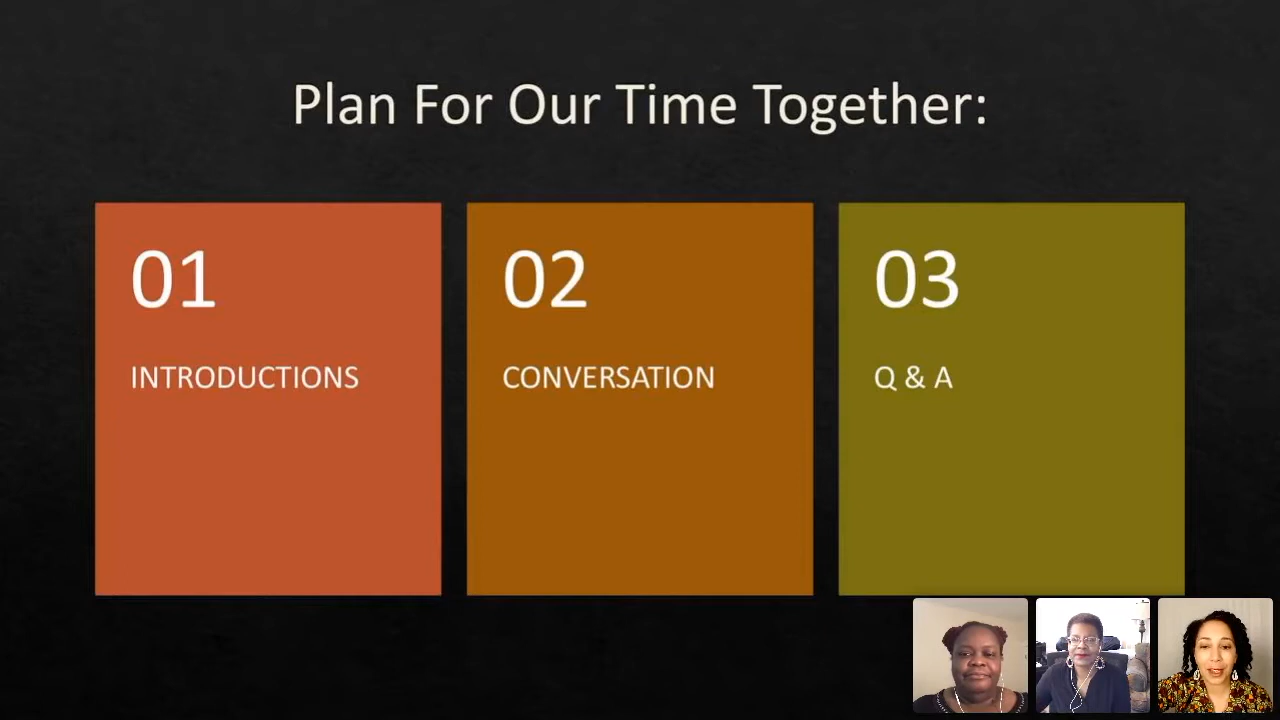 Plan For Our Time Together:
01
INTRODUCTIONS
02
CONVERSATION
03
Q & A